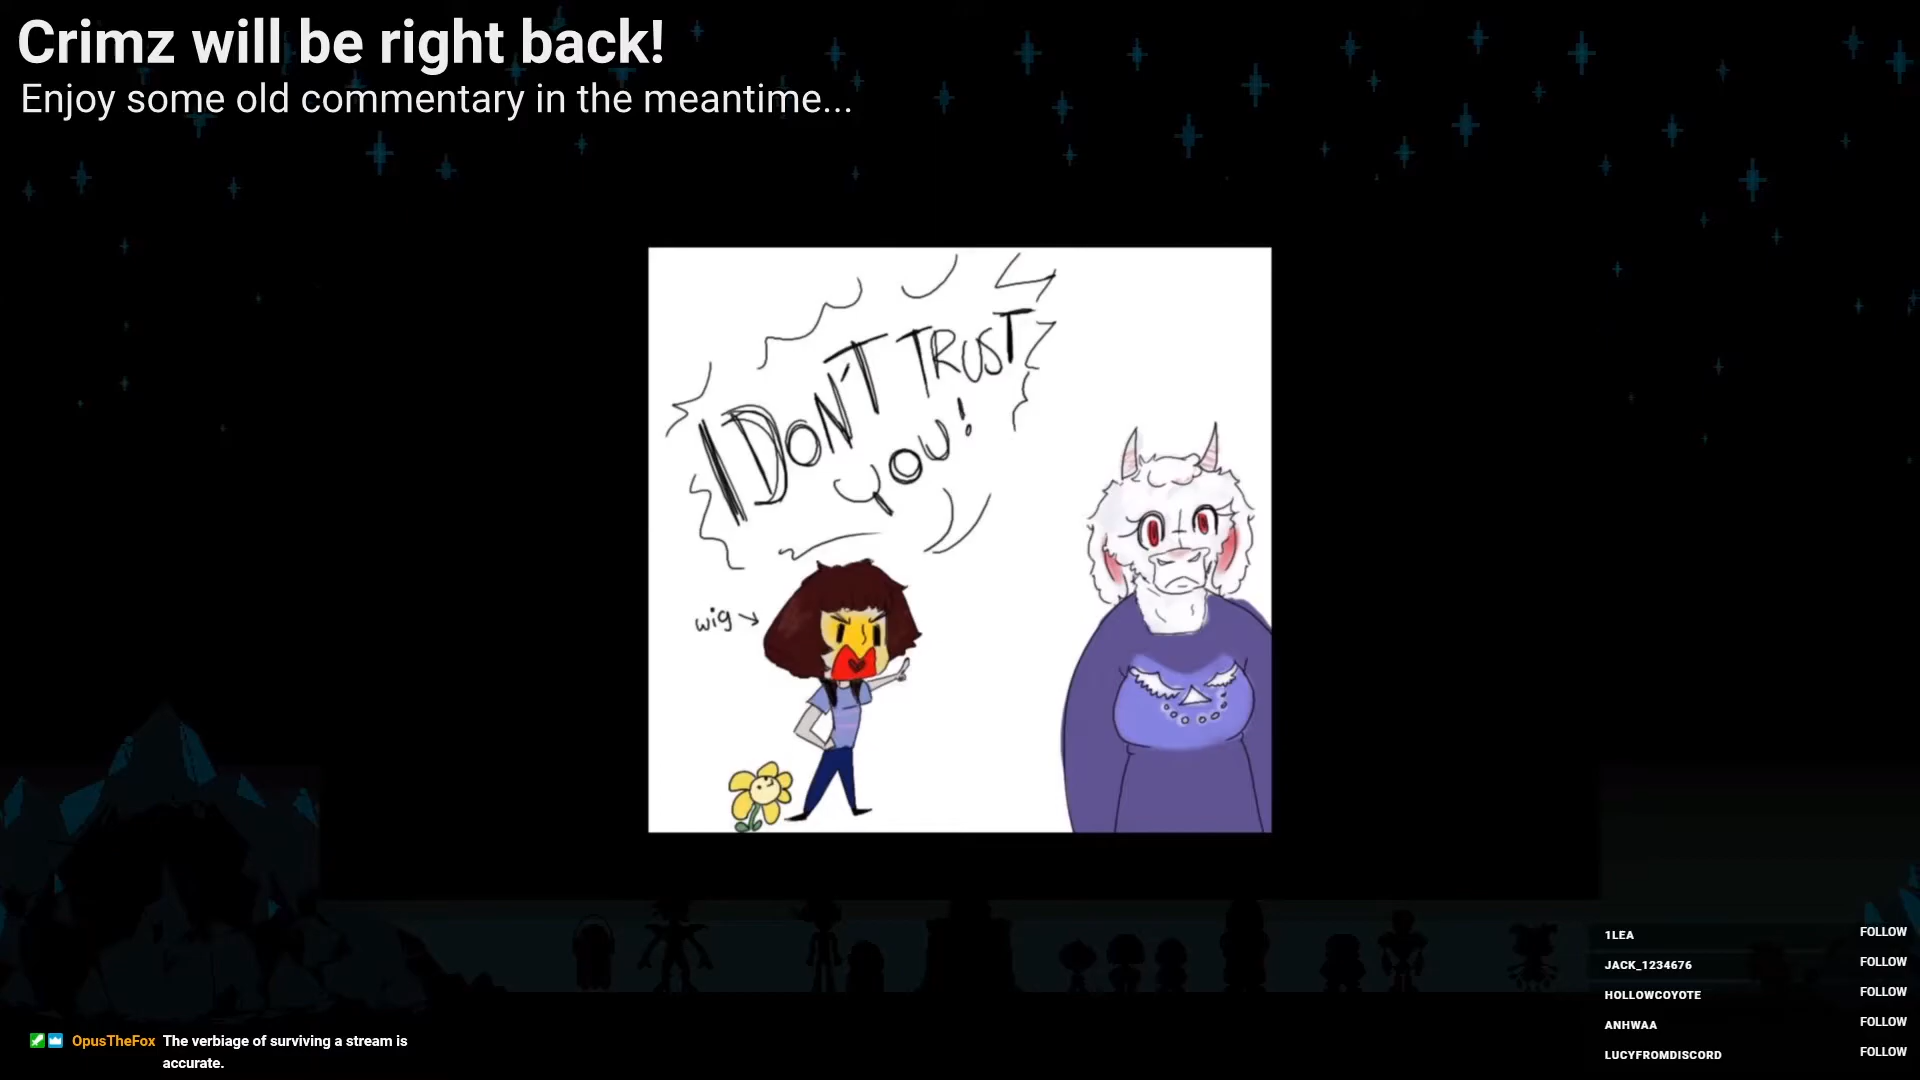 Crimz will be right back!
Enjoy some old commentary in the meantime...
I DON'T TRUST
YOU!
wig
1LEA FOLLOW
JACK_1234676 FOLLOW
HOLLOWCOYOTE FOLLOW
ANHWAA FOLLOW
LUCYFROMDISCORD FOLLOW
OpusTheFox The verbiage of surviving a stream is
accurate.